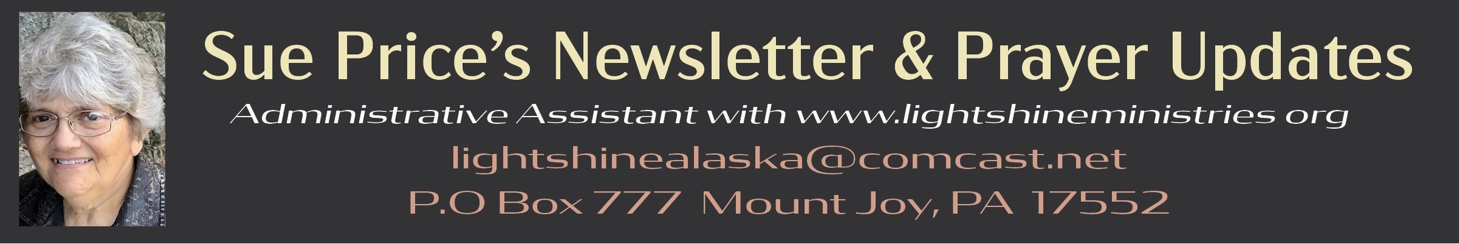 Sue Price’s Newsletter & Prayer Updates
Administrative Assistant with www.lightshineministries org
lightshinealaska@comcast.net
P.O Box 777 Mount Joy, PA 17552